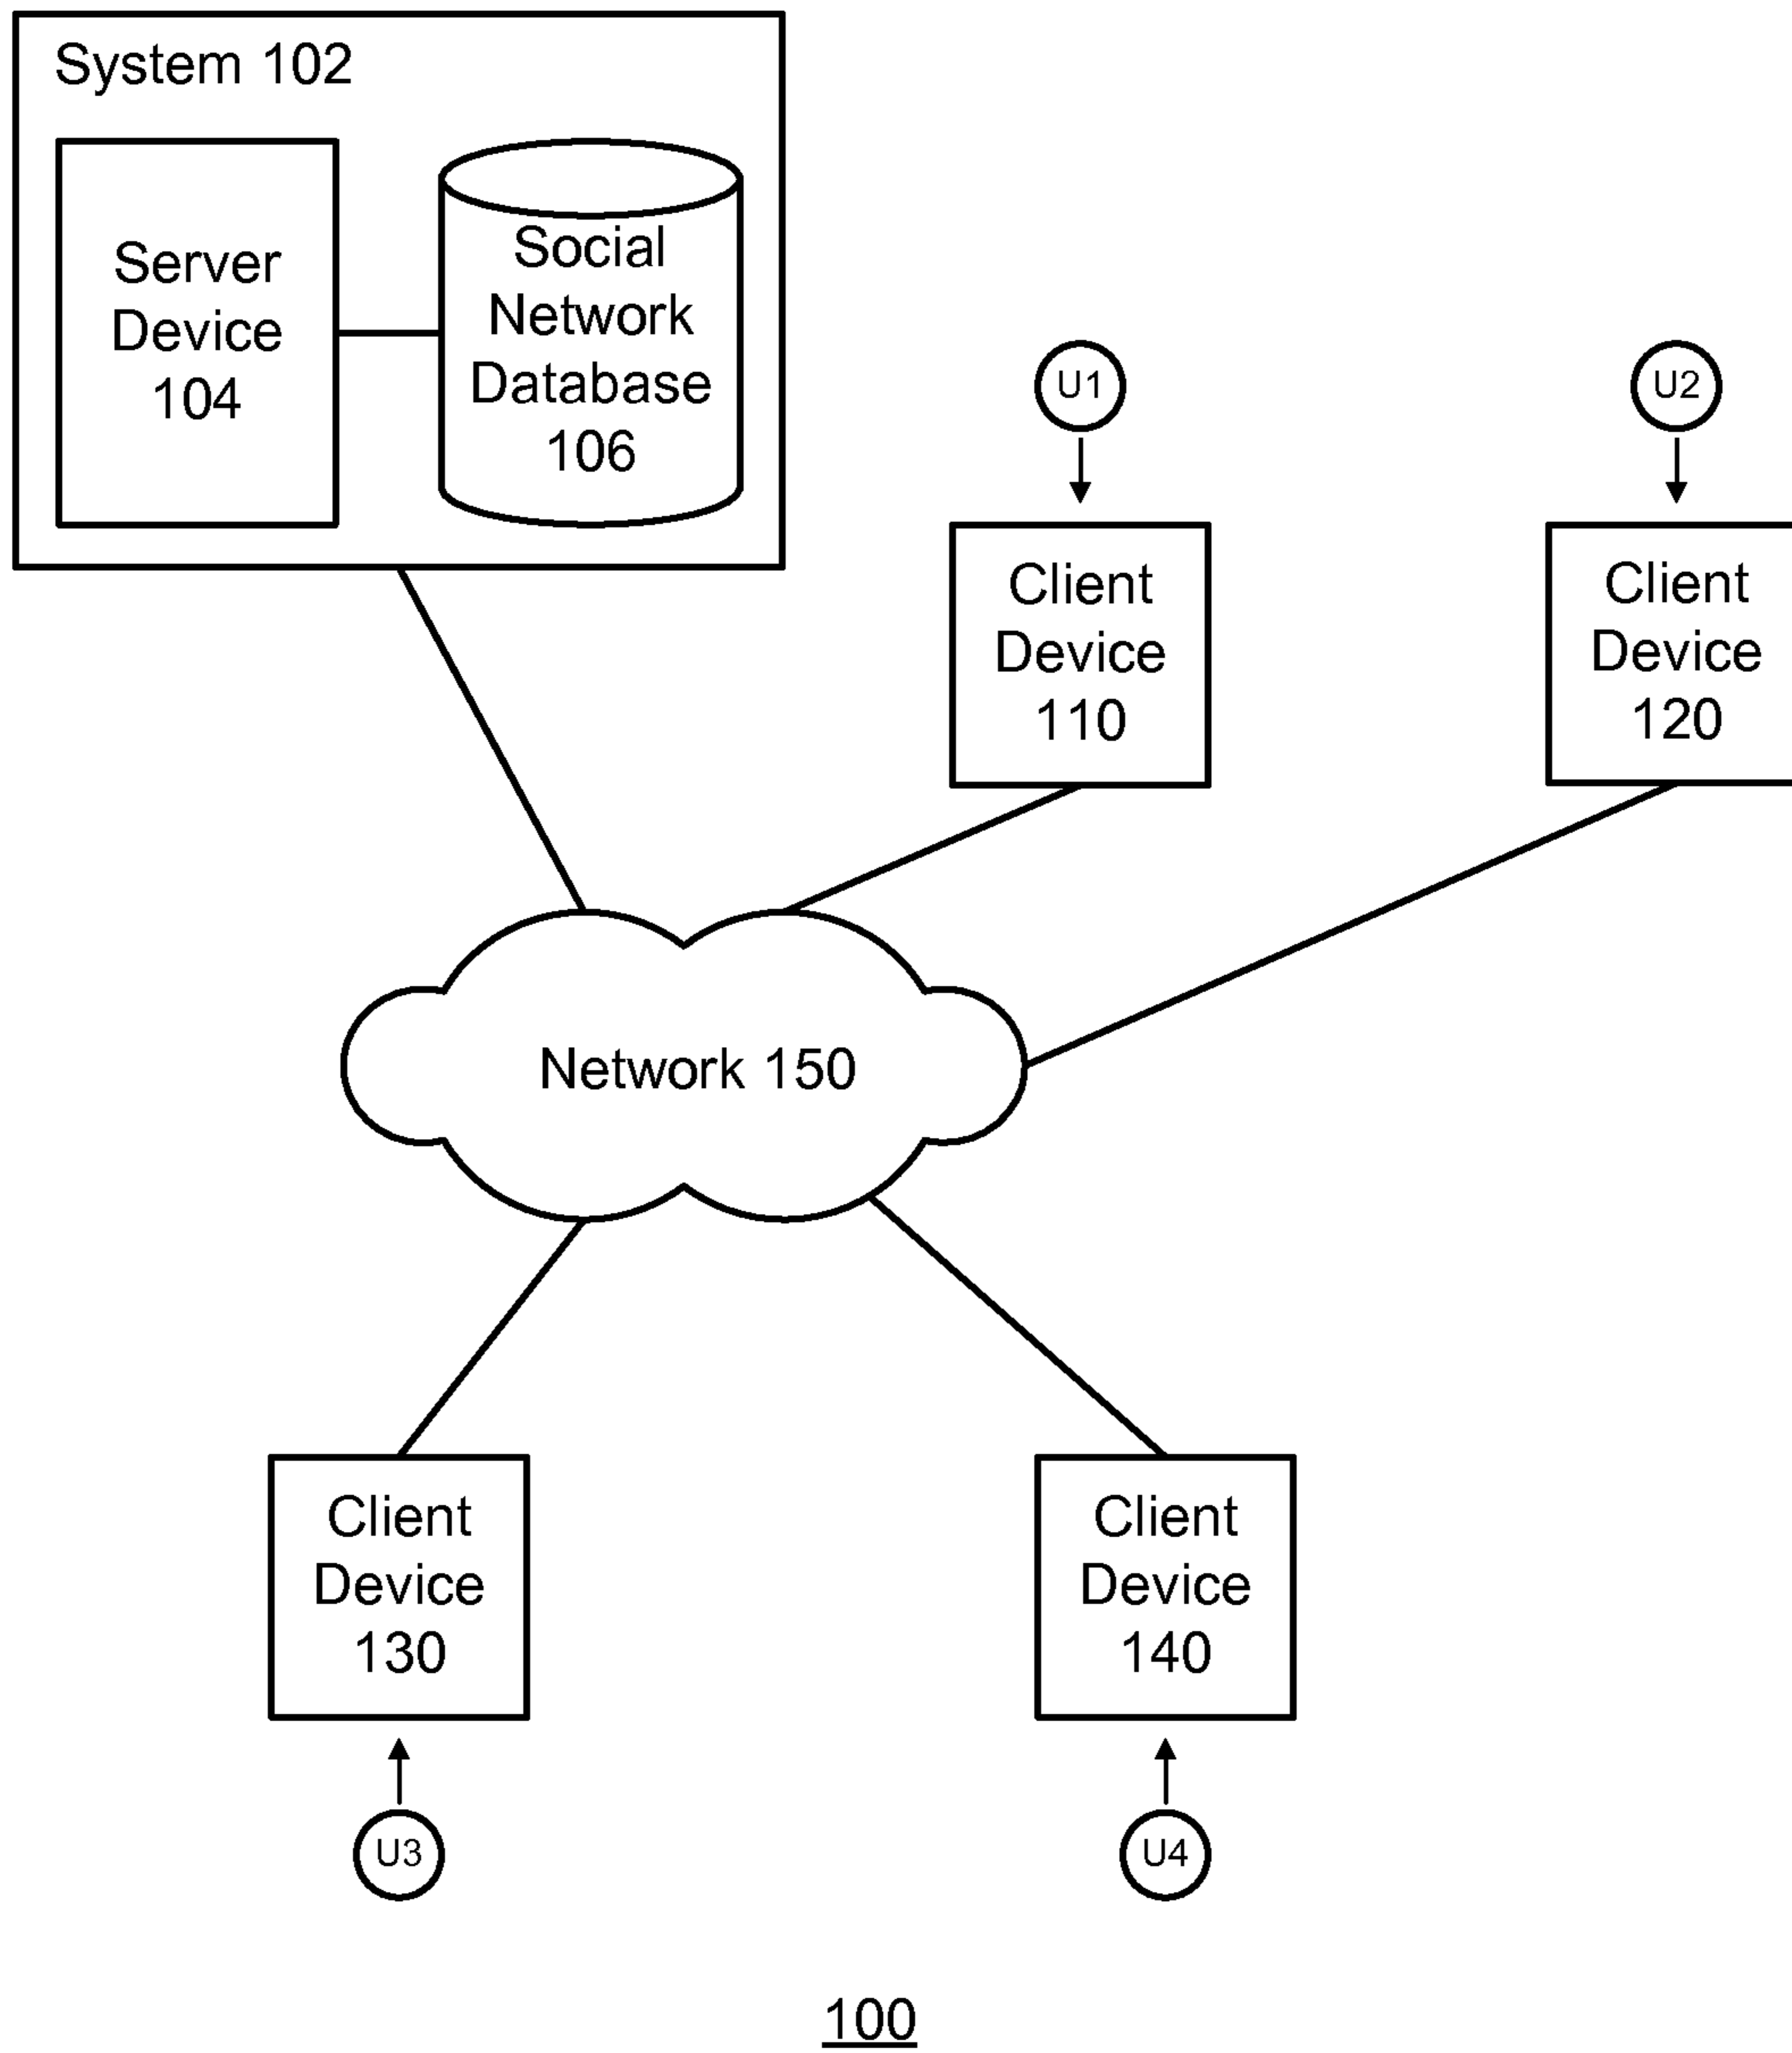 System 102
Server
Device
104
Social
Network
Database
106
U1
U2
Client
Device
110
Client
Device
120
Network 150
Client
Device
130
Client
Device
140
U3
U4
100